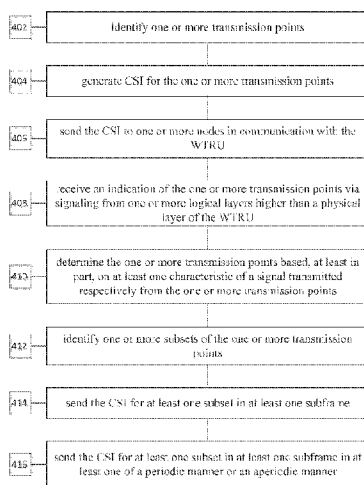 402
identify one or more transmission points
404
generate CSI for the one or more transmission points
406
send the CSI to one or more nodes in communication with the
WTRU
408
receive an indication of the one or more transmission points via
signaling from one or more logical layers higher than a physical
layer of the WTRU
410
determine the one or more transmission points based, at least in
part, on at least one characteristic of a signal transmitted
respectively from the one or more transmission points
412
identify one or more subsets of the one or more transmission
points
414
send the CSI for at least one subset in at least one subframe
416
send the CSI for at least one subset in at least one subframe in at
least one of a periodic manner or an aperiodic manner